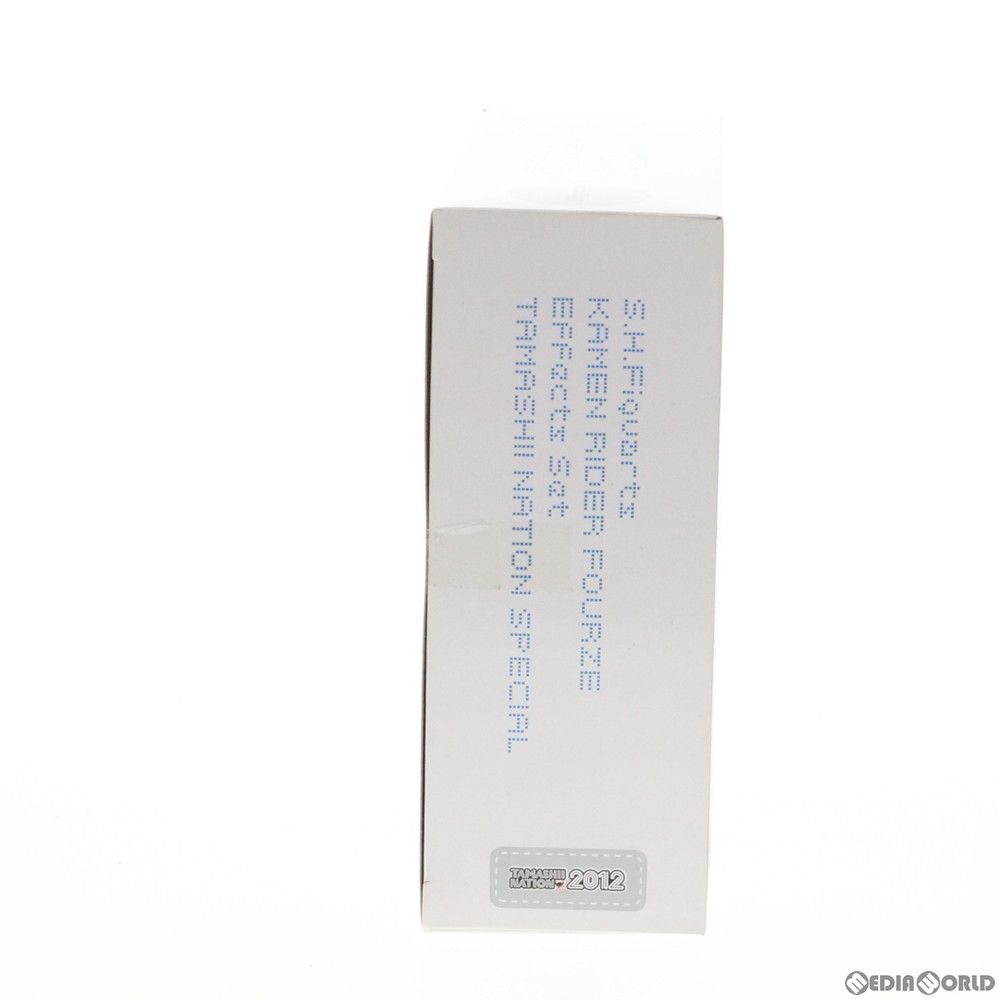 S.H.Figuarts
KAMEN RIDER FOURZE
Effects Set
TAMASHII NATION SPECIAL
TAMASHII
NATION 2012
MEDIAWORLD